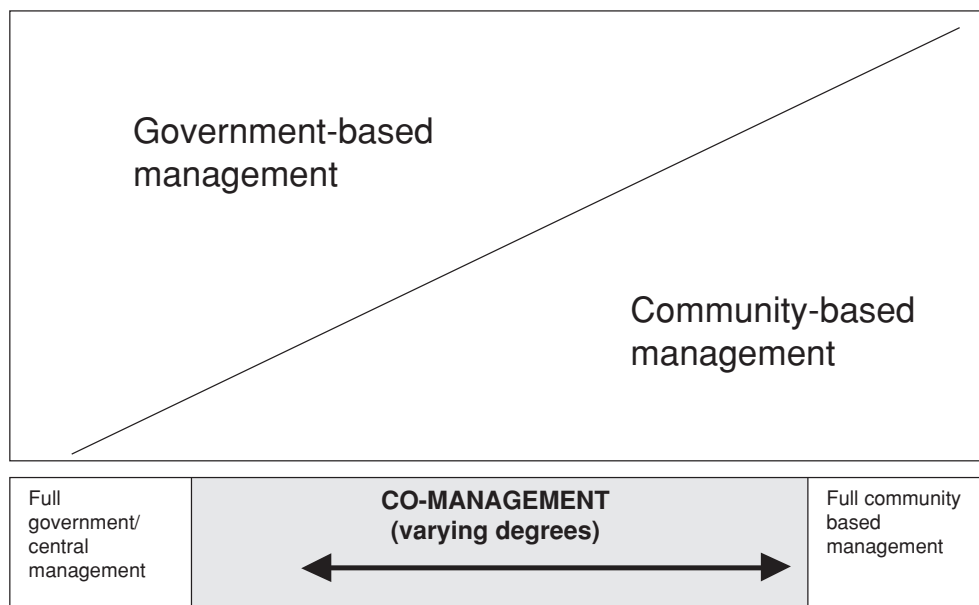 Government-based
management
Community-based
management
Full
government/
central
management
CO-MANAGEMENT
(varying degrees)
Full community
based
management